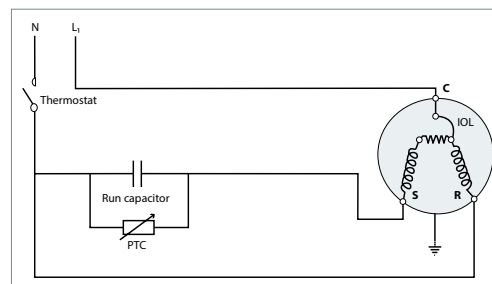 N
L₁
C
Thermostat
IOL
Run capacitor
S
R
PTC